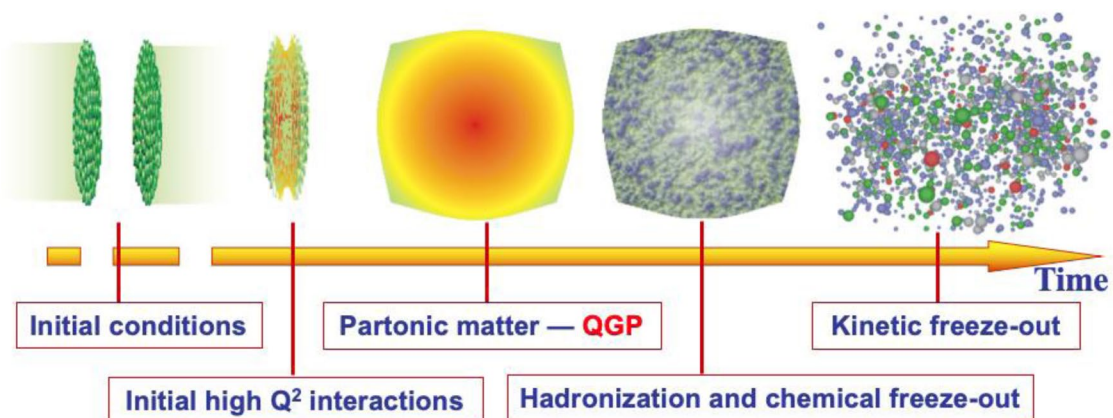 Time
Initial conditions
Partonic matter — QGP
Kinetic freeze-out
Initial high Q² interactions
Hadronization and chemical freeze-out